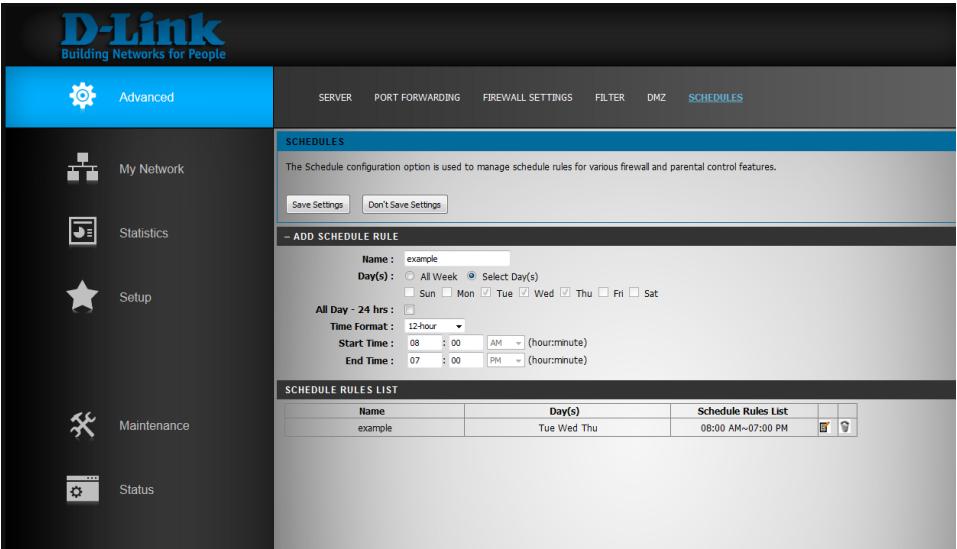 D-Link
Building Networks for People
Advanced
SERVER PORT FORWARDING FIREWALL SETTINGS FILTER DMZ SCHEDULES
My Network
Statistics
Setup
Maintenance
Status
SCHEDULES
The Schedule configuration option is used to manage schedule rules for various firewall and parental control features.
Save Settings Don't Save Settings
– ADD SCHEDULE RULE
Name : example
Day(s) : All Week Select Day(s)
Sun Mon Tue Wed Thu Fri Sat
All Day - 24 hrs :
Time Format : 12-hour
Start Time : 08 : 00 AM (hour:minute)
End Time : 07 : 00 PM (hour:minute)
SCHEDULE RULES LIST
Name Day(s) Schedule Rules List
example Tue Wed Thu 08:00 AM~07:00 PM